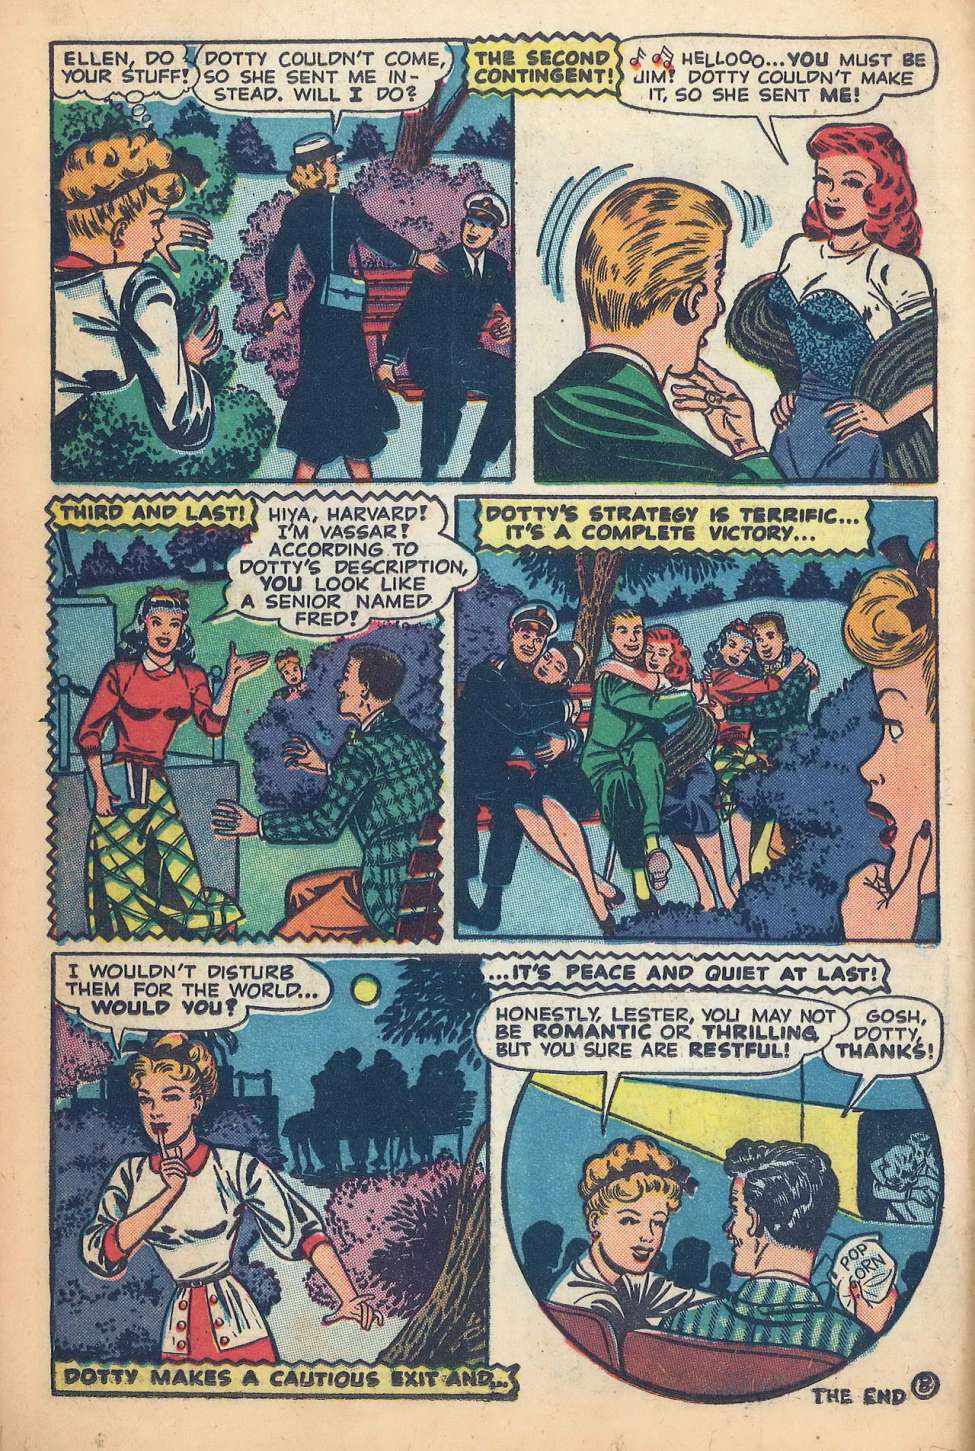 ELLEN, DO
YOUR STUFF!
DOTTY COULDN'T COME,
SO SHE SENT ME IN-
STEAD. WILL I DO?
THE SECOND
CONTINGENT!
♪ ♫ HELLOOO...YOU MUST BE
JIM! DOTTY COULDN'T MAKE
IT, SO SHE SENT ME!
THIRD AND LAST!
HIYA, HARVARD!
I'M VASSAR!
ACCORDING TO
DOTTY'S DESCRIPTION,
YOU LOOK LIKE
A SENIOR NAMED
FRED!
DOTTY'S STRATEGY IS TERRIFIC...
IT'S A COMPLETE VICTORY...
I WOULDN'T DISTURB
THEM FOR THE WORLD...
WOULD YOU?
DOTTY MAKES A CAUTIOUS EXIT AND...
...IT'S PEACE AND QUIET AT LAST!
HONESTLY, LESTER, YOU MAY NOT
BE ROMANTIC OR THRILLING
BUT YOU SURE ARE RESTFUL!
GOSH,
DOTTY,
THANKS!
POP
CORN
THE END 8